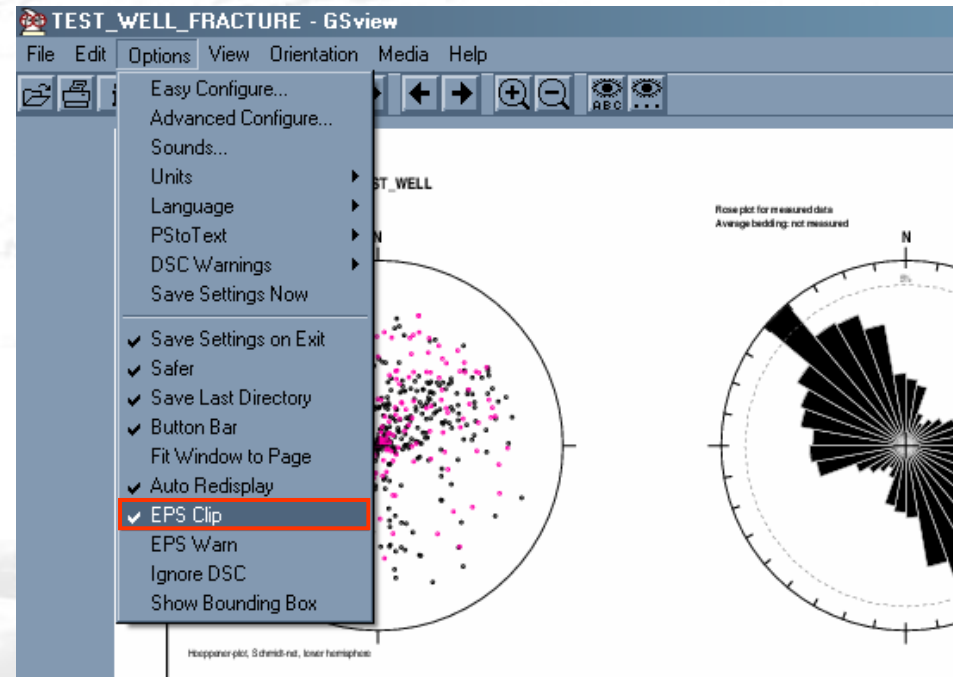 TEST_WELL_FRACTURE - GSview
File Edit Options View Orientation Media Help
ABC
Easy Configure...
Advanced Configure...
Sounds...
Units
Language
PStoText
DSC Warnings
Save Settings Now
Save Settings on Exit
Safer
Save Last Directory
Button Bar
Fit Window to Page
Auto Redisplay
EPS Clip
EPS Warn
Ignore DSC
Show Bounding Box
ST_WELL
N
Hoeppener-plot, Schmidt-net, lower hemisphere
Rose plot for measured data
Average bedding: not measured
N